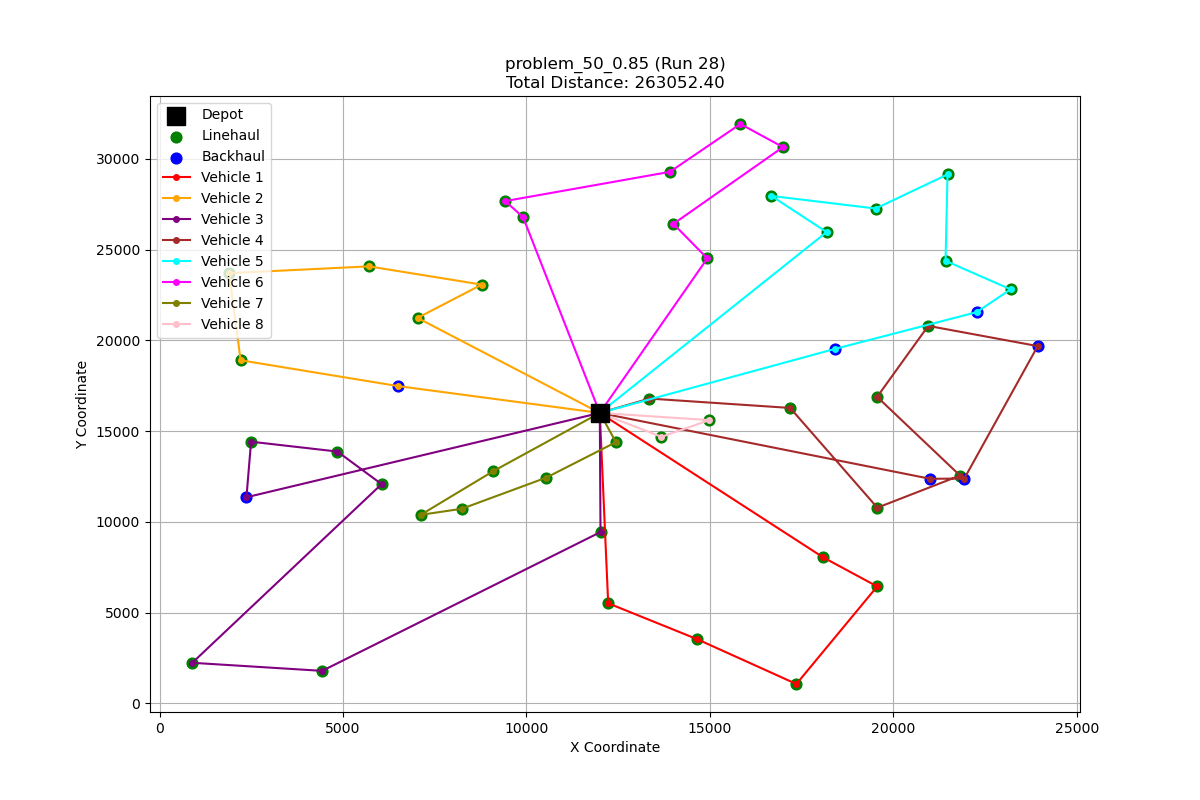 problem_50_0.85 (Run 28)
Total Distance: 263052.40
Depot
Linehaul
Backhaul
Vehicle 1
Vehicle 2
Vehicle 3
Vehicle 4
Vehicle 5
Vehicle 6
Vehicle 7
Vehicle 8
30000
25000
20000
15000
10000
5000
0
Y Coordinate
0 5000 10000 15000 20000 25000
X Coordinate